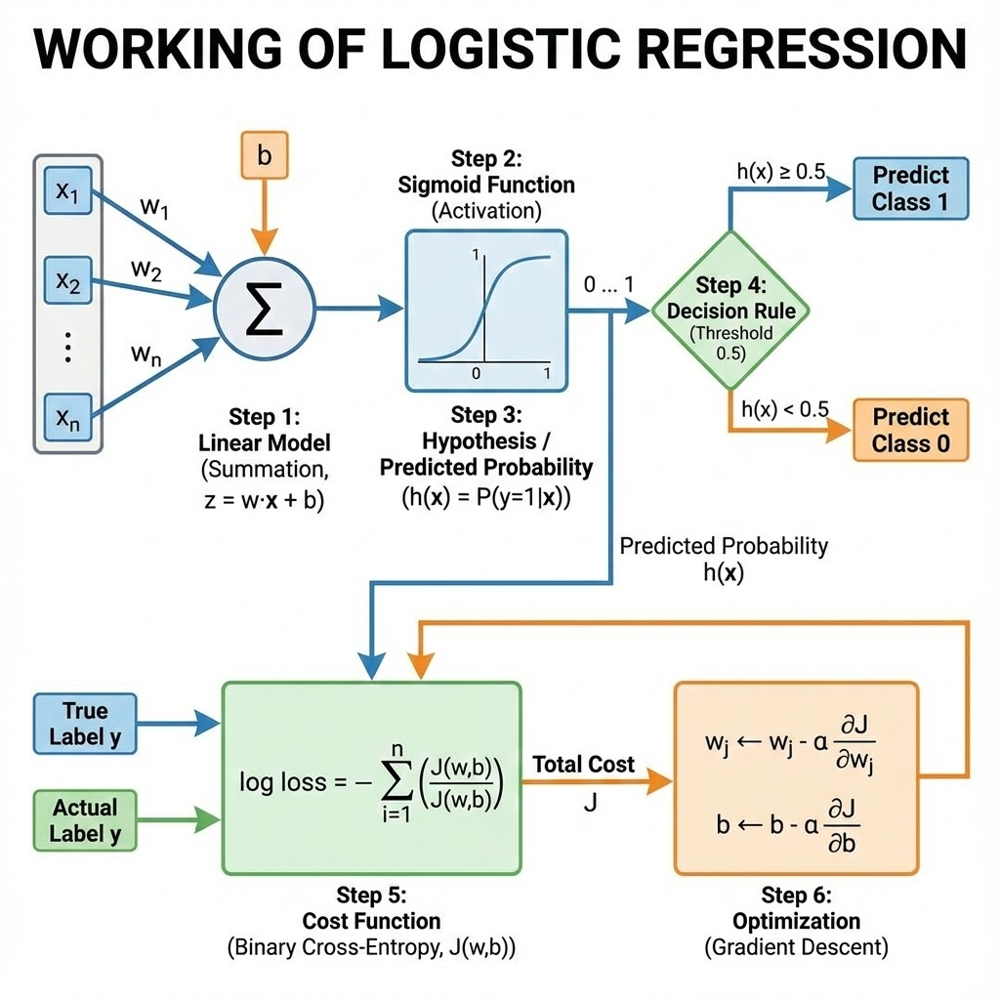 WORKING OF LOGISTIC REGRESSION
b
x₁
x₂
⋮
xₙ
w₁
w₂
wₙ
Σ
Step 1:
Linear Model
(Summation,
z = w·x + b)
Step 2:
Sigmoid Function
(Activation)
1
0
1
Step 3:
Hypothesis /
Predicted Probability
(h(x) = P(y=1|x))
0 ... 1
Step 4:
Decision Rule
(Threshold
0.5)
h(x) ≥ 0.5
Predict
Class 1
h(x) < 0.5
Predict
Class 0
Predicted Probability
h(x)
True
Label y
Actual
Label y
log loss = − Σᵢ₌₁ⁿ (J(w,b)/J(w,b))
Step 5:
Cost Function
(Binary Cross-Entropy, J(w,b))
Total Cost
J
wⱼ ← wⱼ - α ∂J/∂wⱼ
b ← b - α ∂J/∂b
Step 6:
Optimization
(Gradient Descent)